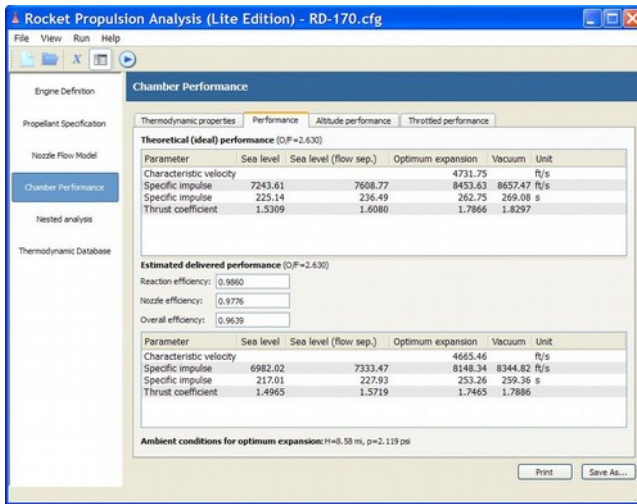 Rocket Propulsion Analysis (Lite Edition) - RD-170.cfg
File View Run Help
Engine Definition
Propellant Specification
Nozzle Flow Model
Chamber Performance
Nested analysis
Thermodynamic Database
Chamber Performance
Thermodynamic properties Performance Altitude performance Throttled performance
Theoretical (ideal) performance (O/F=2.630)
Parameter Sea level Sea level (flow sep.) Optimum expansion Vacuum Unit
Characteristic velocity 4731.75 ft/s
Specific impulse 7243.61 7608.77 8453.63 8657.47 ft/s
Specific impulse 225.14 236.49 262.75 269.08 s
Thrust coefficient 1.5309 1.6080 1.7866 1.8297
Estimated delivered performance (O/F=2.630)
Reaction efficiency: 0.9860
Nozzle efficiency: 0.9776
Overall efficiency: 0.9639
Parameter Sea level Sea level (flow sep.) Optimum expansion Vacuum Unit
Characteristic velocity 4665.46 ft/s
Specific impulse 6982.02 7333.47 8148.34 8344.82 ft/s
Specific impulse 217.01 227.93 253.26 259.36 s
Thrust coefficient 1.4965 1.5719 1.7465 1.7886
Ambient conditions for optimum expansion: H=8.58 mi, p=2.119 psi
Print Save As...